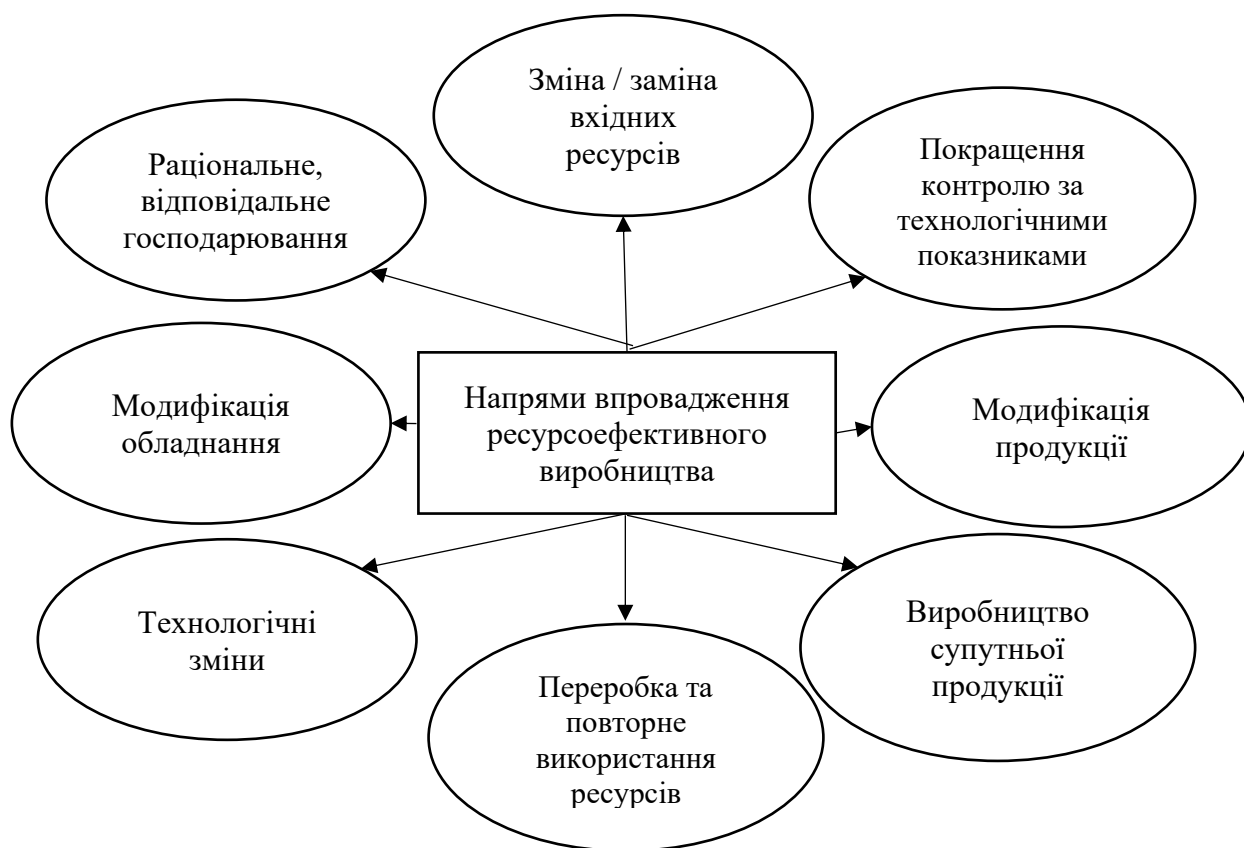 Зміна / заміна
вхідних
ресурсів
Раціональне,
відповідальне
господарювання
Покращення
контролю за
технологічними
показниками
Модифікація
обладнання
Напрями впровадження
ресурсоефективного
виробництва
Модифікація
продукції
Технологічні
зміни
Переробка та
повторне
використання
ресурсів
Виробництво
супутньої
продукції